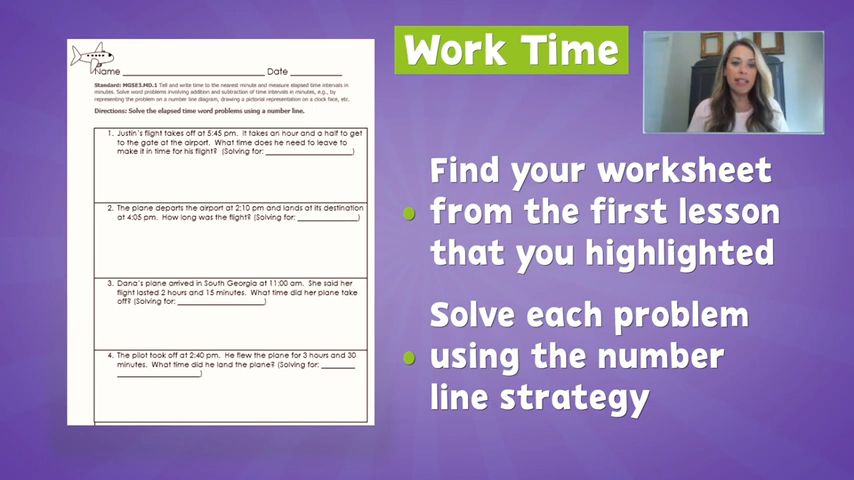 Work Time
Name ____________ Date ____________
Standard: MGSE3.MD.1 Tell and write time to the nearest minute and measure elapsed time intervals in
minutes. Solve word problems involving addition and subtraction of time intervals in minutes, e.g., by
representing the problem on a number line diagram, drawing a pictorial representation on a clock face, etc.
Directions: Solve the elapsed time word problems using a number line.
1. Justin's flight takes off at 5:45 pm. It takes an hour and a half to get
to the gate at the airport. What time does he need to leave to
make it in time for his flight? (Solving for: ____________)
2. The plane departs the airport at 2:10 pm and lands at its destination
at 4:05 pm. How long was the flight? (Solving for: ____________)
3. Dana's plane arrived in South Georgia at 11:00 am. She said her
flight lasted 2 hours and 15 minutes. What time did her plane take
off? (Solving for: ____________)
4. The pilot took off at 2:40 pm. He flew the plane for 3 hours and 30
minutes. What time did he land the plane? (Solving for: ________
____________)
Find your worksheet
from the first lesson
that you highlighted
Solve each problem
using the number
line strategy